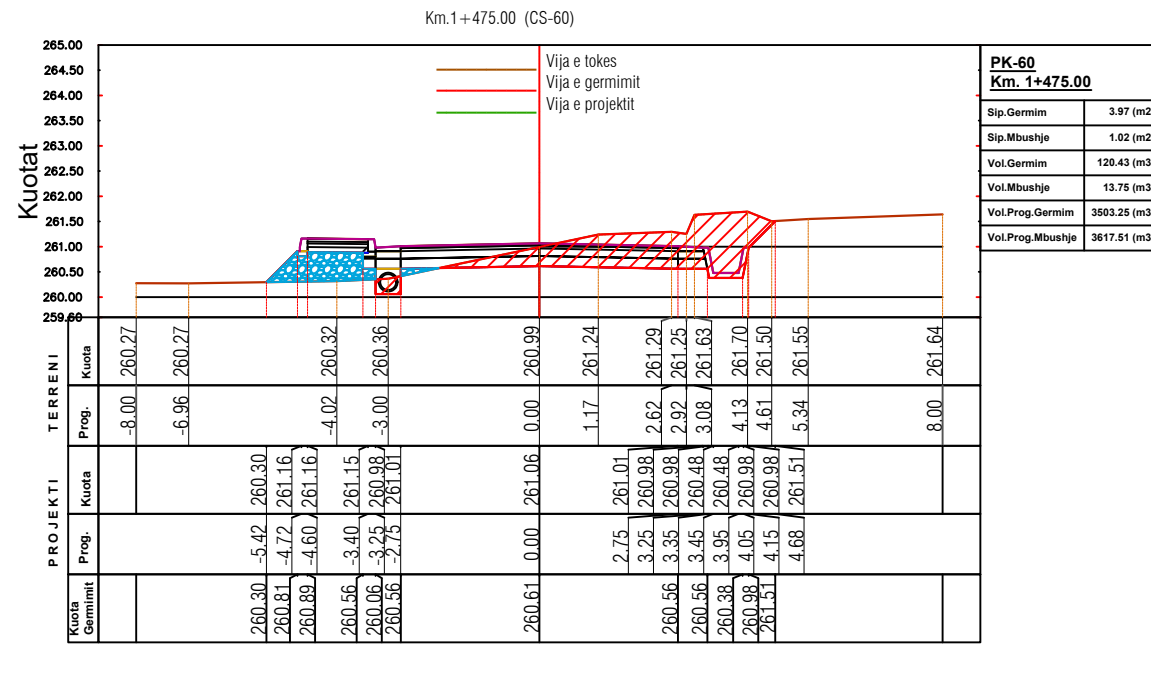 Km.1+475.00 (CS-60)
265.00
264.50
264.00
263.50
263.00
262.50
262.00
261.50
261.00
260.50
260.00
259.60
Kuotat
Vija e tokes
Vija e germimit
Vija e projektit
PK-60
Km. 1+475.00
Sip.Germim 3.97 (m2
Sip.Mbushje 1.02 (m2
Vol.Germim 120.43 (m3
Vol.Mbushje 13.75 (m3
Vol.Prog.Germim 3503.25 (m3
Vol.Prog.Mbushje 3617.51 (m3
TERRENI
Kuota 260.27 260.27 260.32 260.36 260.99 261.24 261.29 261.25 261.63 261.70 261.50 261.55 261.64
Prog. -8.00 -6.96 -4.02 -3.00 0.00 1.17 2.62 2.92 3.08 4.13 4.61 5.34 8.00
PROJEKTI
Kuota 260.30 261.16 261.16 261.15 260.98 261.01 261.06 261.01 260.98 260.98 260.48 260.48 260.98 260.98 261.51
Prog. -5.42 -4.72 -4.60 -3.40 -3.25 -2.75 0.00 2.75 3.25 3.35 3.45 3.95 4.05 4.15 4.68
Kuota
Germimit 260.30 260.81 260.89 260.56 260.06 260.56 260.61 260.56 260.56 260.38 260.98 261.51